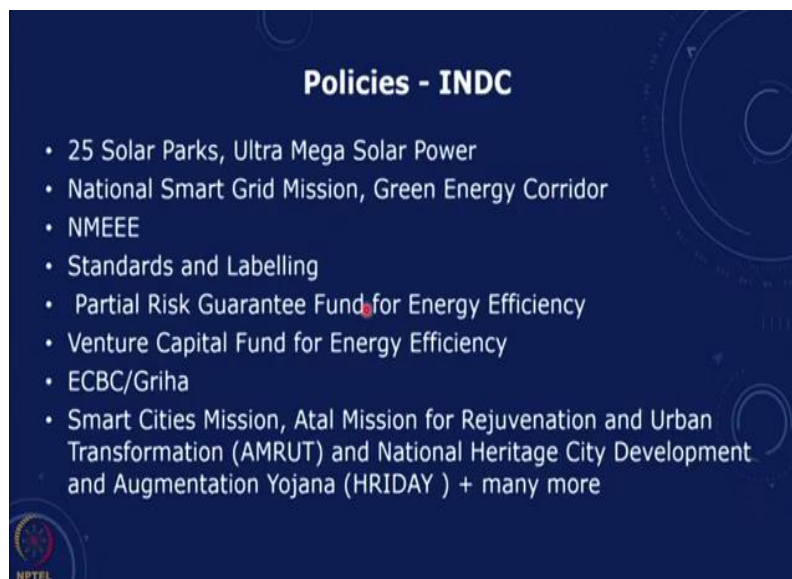 Policies - INDC
• 25 Solar Parks, Ultra Mega Solar Power
• National Smart Grid Mission, Green Energy Corridor
• NMEEE
• Standards and Labelling
• Partial Risk Guarantee Fund for Energy Efficiency
• Venture Capital Fund for Energy Efficiency
• ECBC/Griha
• Smart Cities Mission, Atal Mission for Rejuvenation and Urban
Transformation (AMRUT) and National Heritage City Development
and Augmentation Yojana (HRIDAY ) + many more
NPTEL